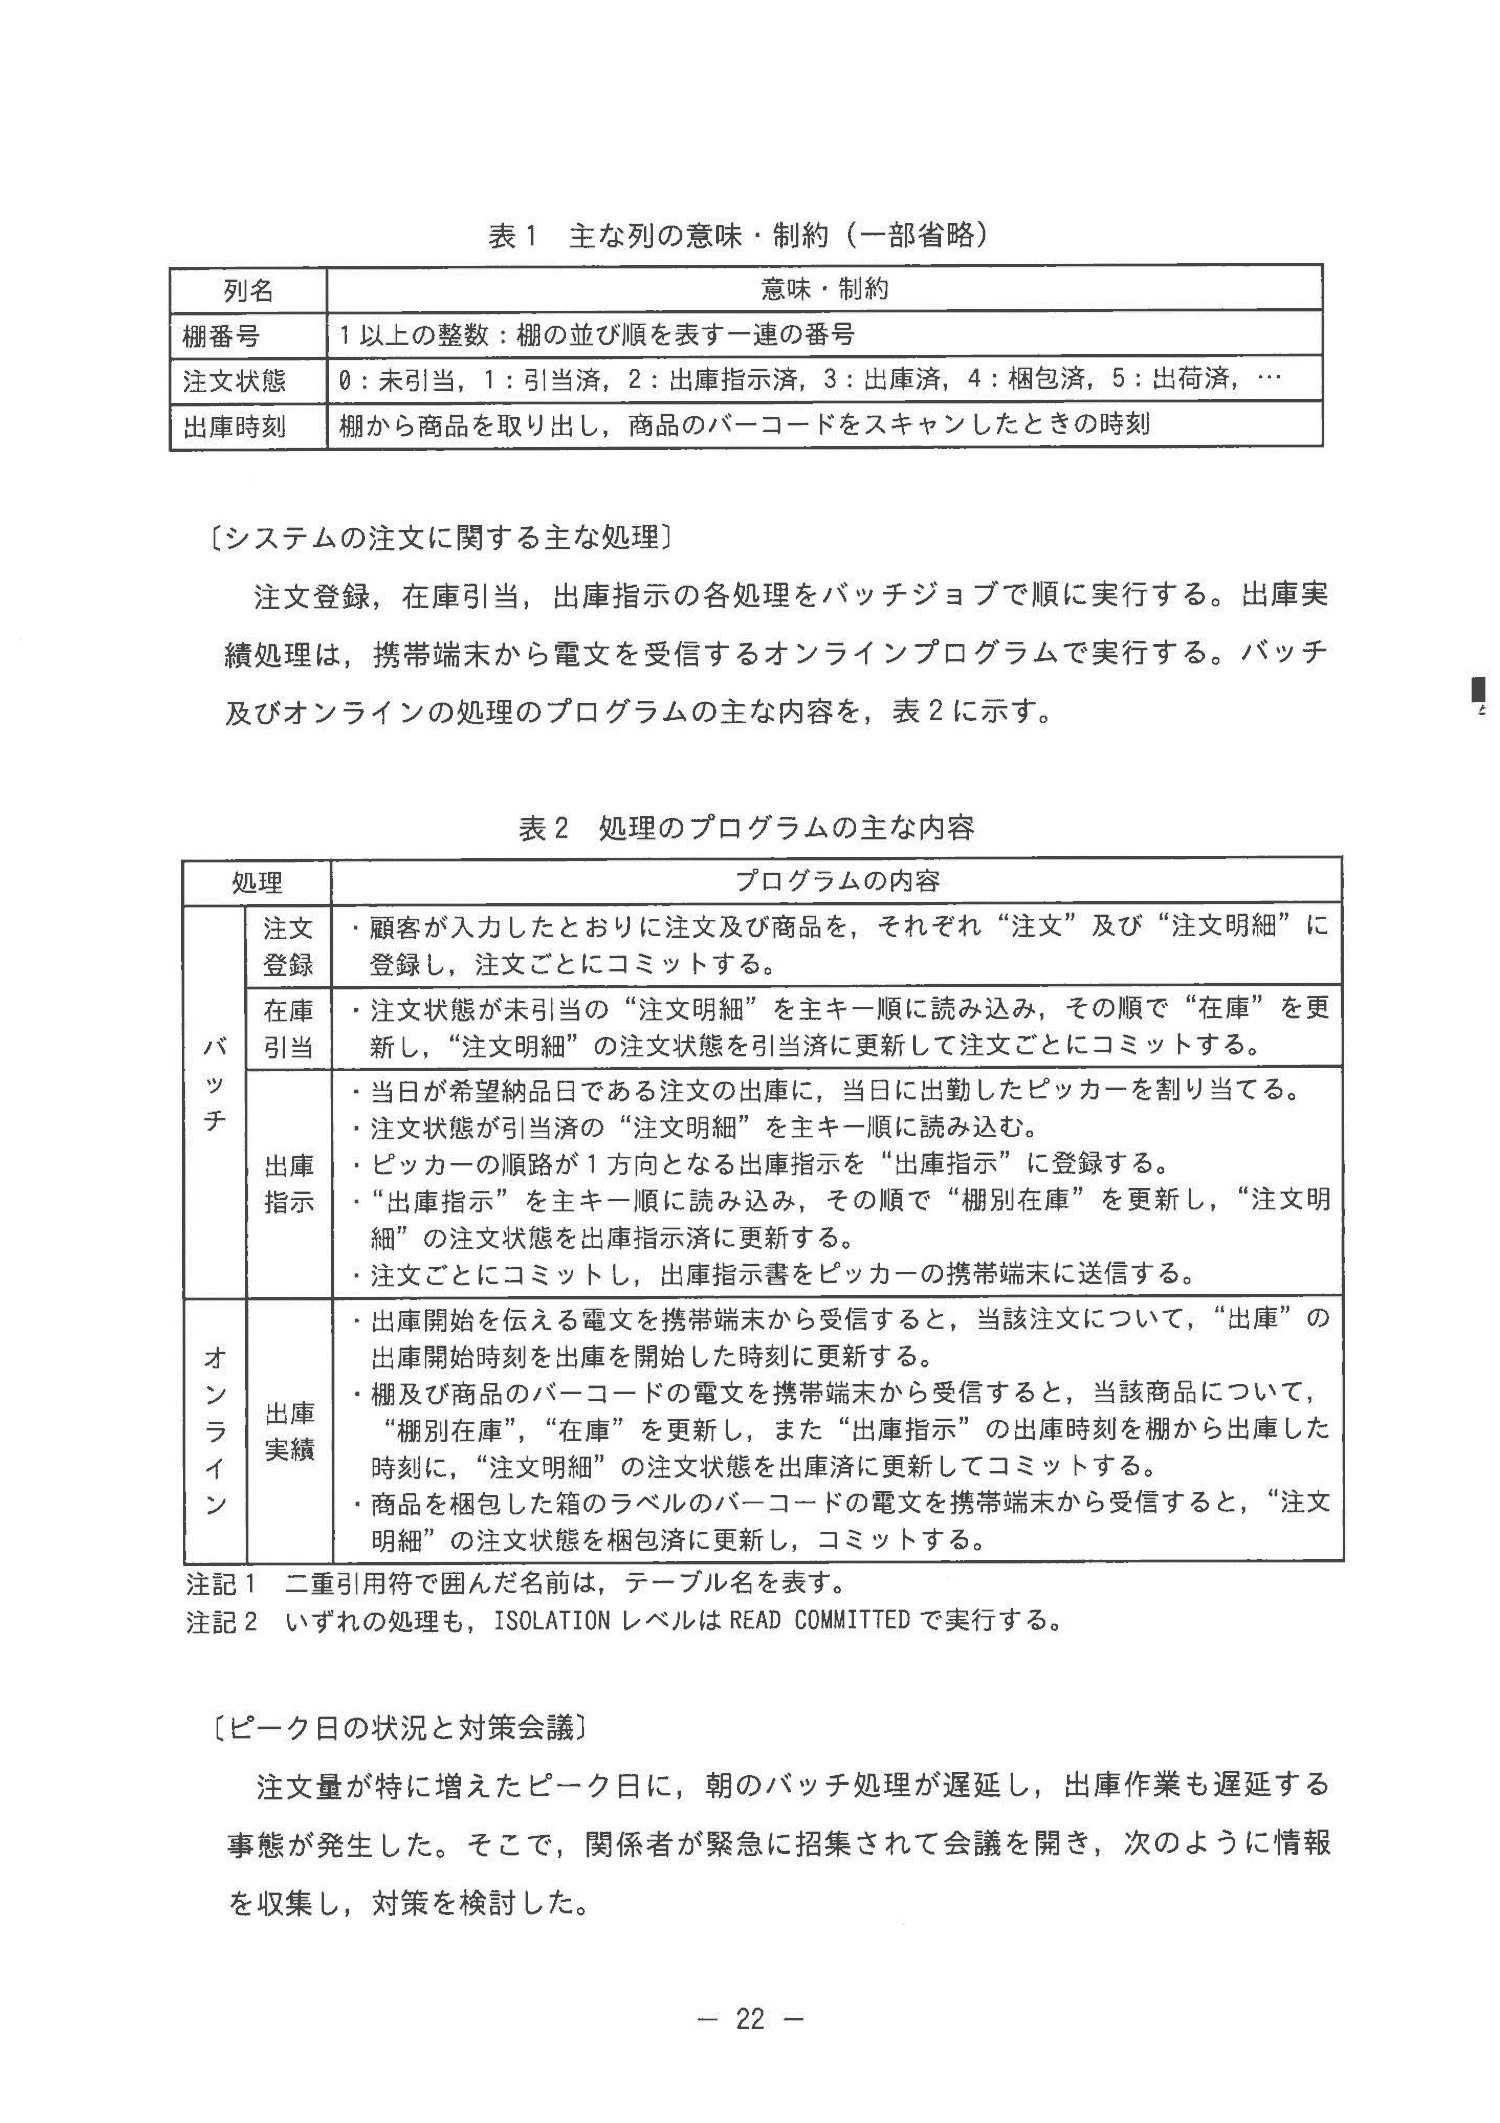 表1 主な列の意味・制約（一部省略）
列名 意味・制約
棚番号 1以上の整数：棚の並び順を表す一連の番号
注文状態 0：未引当，1：引当済，2：出庫指示済，3：出庫済，4：梱包済，5：出荷済，…
出庫時刻 棚から商品を取り出し，商品のバーコードをスキャンしたときの時刻
〔システムの注文に関する主な処理〕
注文登録，在庫引当，出庫指示の各処理をバッチジョブで順に実行する。出庫実
績処理は，携帯端末から電文を受信するオンラインプログラムで実行する。バッチ
及びオンラインの処理のプログラムの主な内容を，表2に示す。
表2 処理のプログラムの主な内容
処理 プログラムの内容
バッチ
注文登録
・顧客が入力したとおりに注文及び商品を，それぞれ“注文”及び“注文明細”に
登録し，注文ごとにコミットする。
在庫引当
・注文状態が未引当の“注文明細”を主キー順に読み込み，その順で“在庫”を更
新し，“注文明細”の注文状態を引当済に更新して注文ごとにコミットする。
出庫指示
・当日が希望納品日である注文の出庫に，当日に出勤したピッカーを割り当てる。
・注文状態が引当済の“注文明細”を主キー順に読み込む。
・ピッカーの順路が1方向となる出庫指示を“出庫指示”に登録する。
・“出庫指示”を主キー順に読み込み，その順で“棚別在庫”を更新し，“注文明
細”の注文状態を出庫指示済に更新する。
・注文ごとにコミットし，出庫指示書をピッカーの携帯端末に送信する。
オンライン
出庫実績
・出庫開始を伝える電文を携帯端末から受信すると，当該注文について，“出庫”の
出庫開始時刻を出庫を開始した時刻に更新する。
・棚及び商品のバーコードの電文を携帯端末から受信すると，当該商品について，
“棚別在庫”，“在庫”を更新し，また“出庫指示”の出庫時刻を棚から出庫した
時刻に，“注文明細”の注文状態を出庫済に更新してコミットする。
・商品を梱包した箱のラベルのバーコードの電文を携帯端末から受信すると，“注文
明細”の注文状態を梱包済に更新し，コミットする。
注記1 二重引用符で囲んだ名前は，テーブル名を表す。
注記2 いずれの処理も，ISOLATIONレベルはREAD COMMITTEDで実行する。
〔ピーク日の状況と対策会議〕
注文量が特に増えたピーク日に，朝のバッチ処理が遅延し，出庫作業も遅延する
事態が発生した。そこで，関係者が緊急に招集されて会議を開き，次のように情報
を収集し，対策を検討した。
－ 22 －